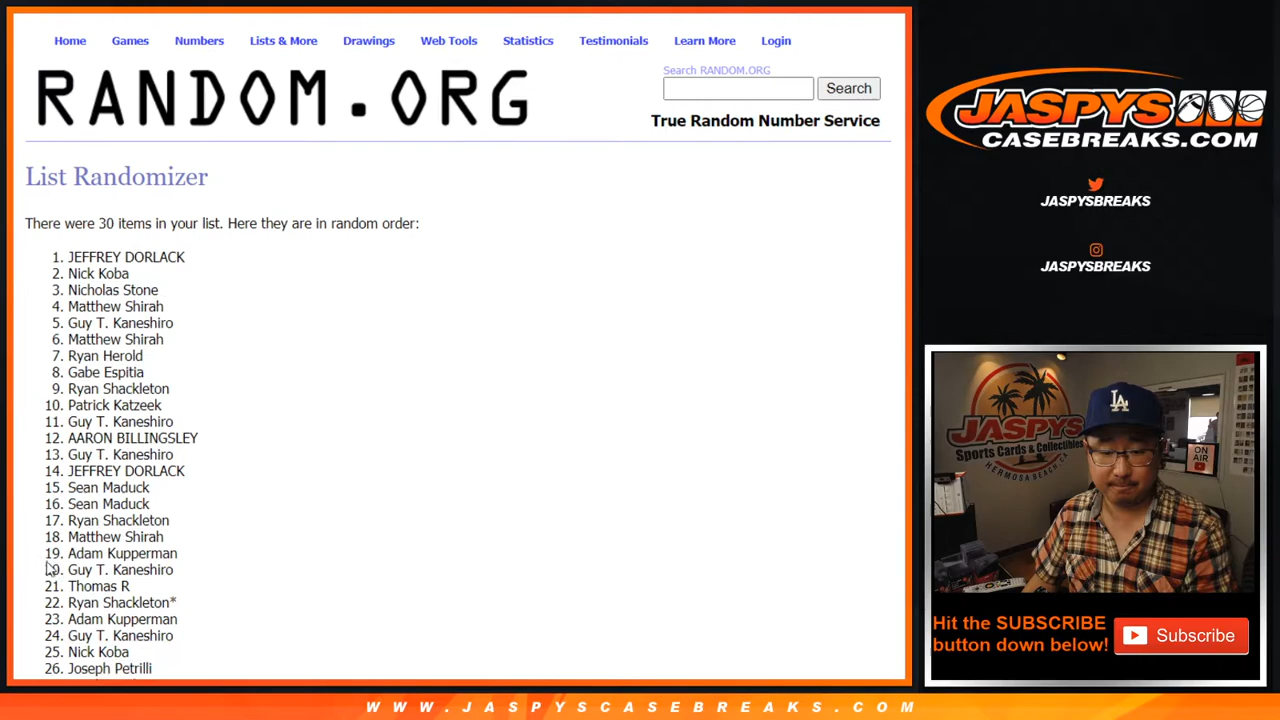 Home Games Numbers Lists & More Drawings Web Tools Statistics Testimonials Learn More Login
RANDOM.ORG
Search RANDOM.ORG
Search
True Random Number Service
List Randomizer
There were 30 items in your list. Here they are in random order:
1. JEFFREY DORLACK
2. Nick Koba
3. Nicholas Stone
4. Matthew Shirah
5. Guy T. Kaneshiro
6. Matthew Shirah
7. Ryan Herold
8. Gabe Espitia
9. Ryan Shackleton
10. Patrick Katzeek
11. Guy T. Kaneshiro
12. AARON BILLINGSLEY
13. Guy T. Kaneshiro
14. JEFFREY DORLACK
15. Sean Maduck
16. Sean Maduck
17. Ryan Shackleton
18. Matthew Shirah
19. Adam Kupperman
20. Guy T. Kaneshiro
21. Thomas R
22. Ryan Shackleton*
23. Adam Kupperman
24. Guy T. Kaneshiro
25. Nick Koba
26. Joseph Petrilli
JASPYS
CASEBREAKS.COM
JASPYSBREAKS
JASPYSBREAKS
JASPYS
Sports Cards & Collectibles
HERMOSA BEACH, CA
LA
ON AIR
Hit the SUBSCRIBE
button down below!
Subscribe
WWW.JASPYSCASEBREAKS.COM